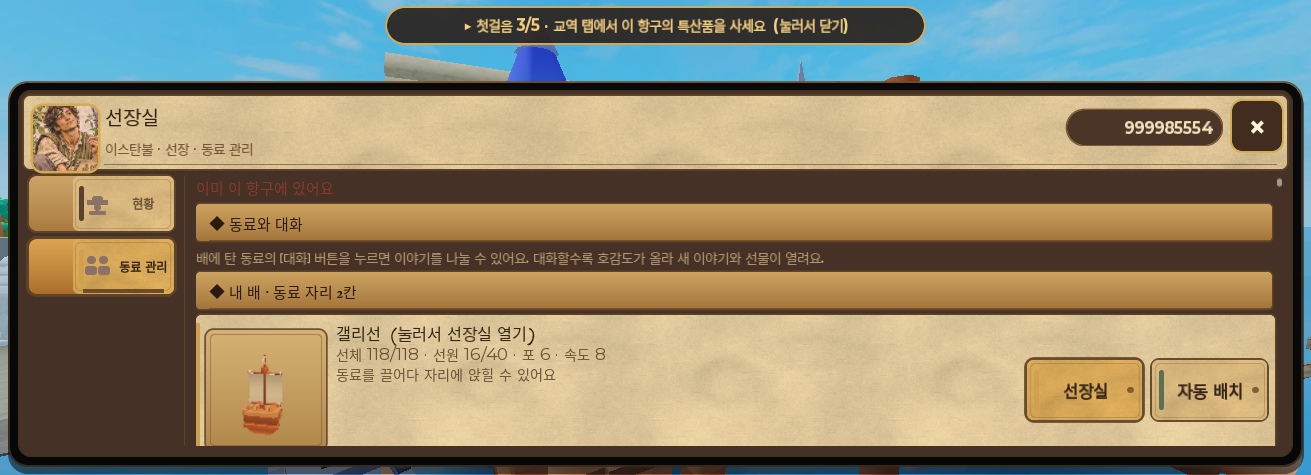 ▸ 첫걸음 3/5 · 교역 탭에서 이 항구의 특산품을 사세요 (눌러서 닫기)
선장실
이스탄불 · 선장 · 동료 관리
999985554
×
현황
동료 관리
이미 이 항구에 있어요
◆ 동료와 대화
배에 탄 동료의 [대화] 버튼을 누르면 이야기를 나눌 수 있어요. 대화할수록 호감도가 올라 새 이야기와 선물이 열려요.
◆ 내 배 · 동료 자리 2칸
갤리선 (눌러서 선장실 열기)
선체 118/118 · 선원 16/40 · 포 6 · 속도 8
동료를 끌어다 자리에 앉힐 수 있어요
선장실
자동 배치